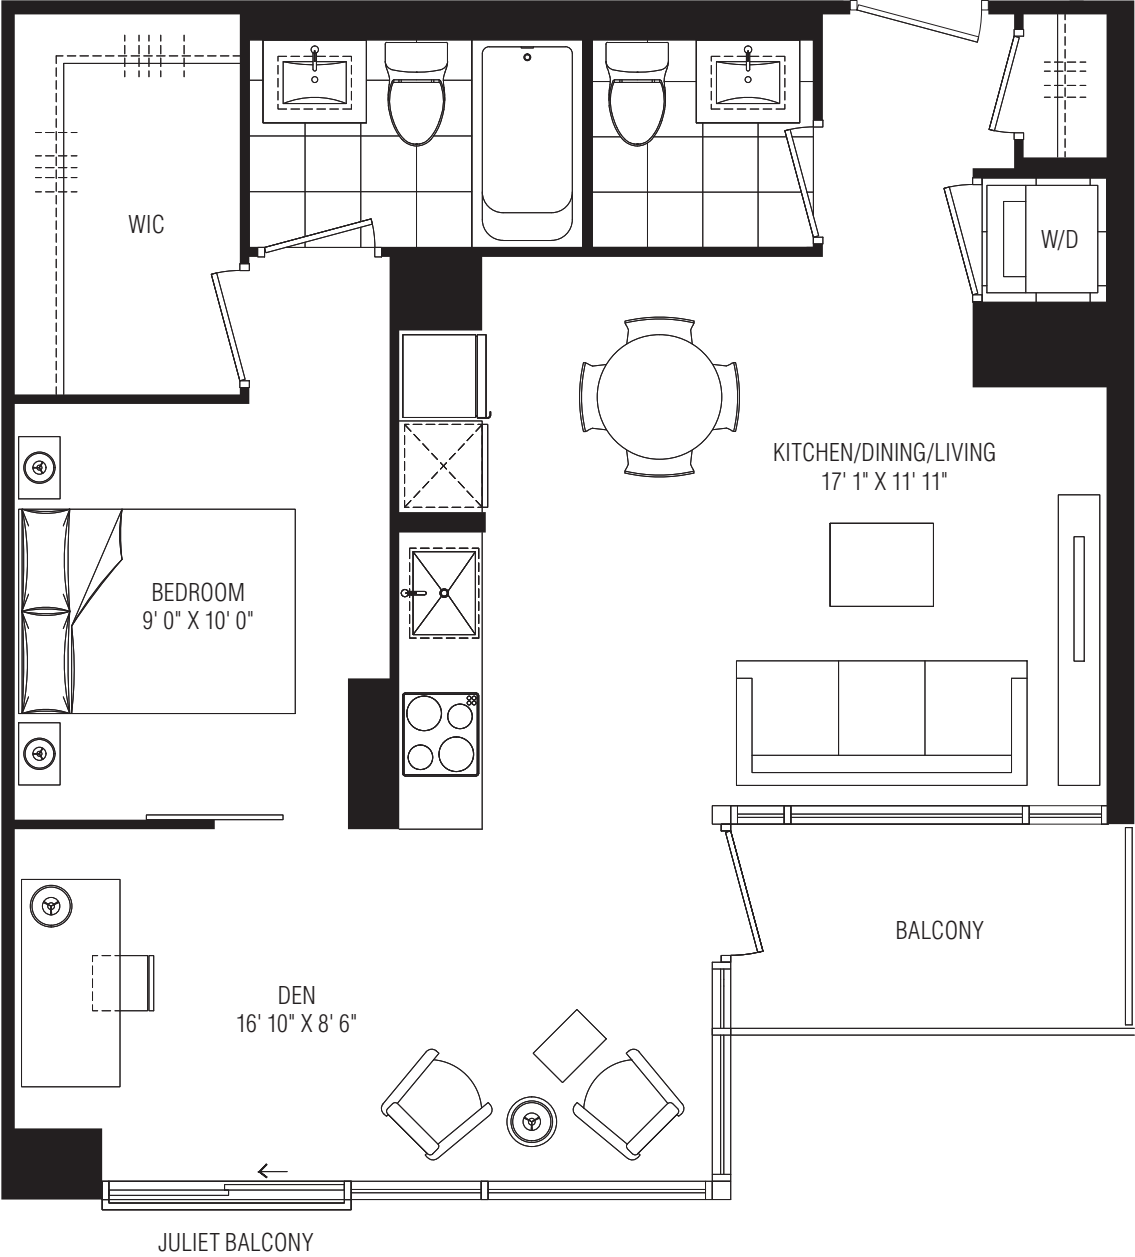 WIC
W/D
KITCHEN/DINING/LIVING
17' 1" X 11' 11"
BEDROOM
9' 0" X 10' 0"
BALCONY
DEN
16' 10" X 8' 6"
JULIET BALCONY